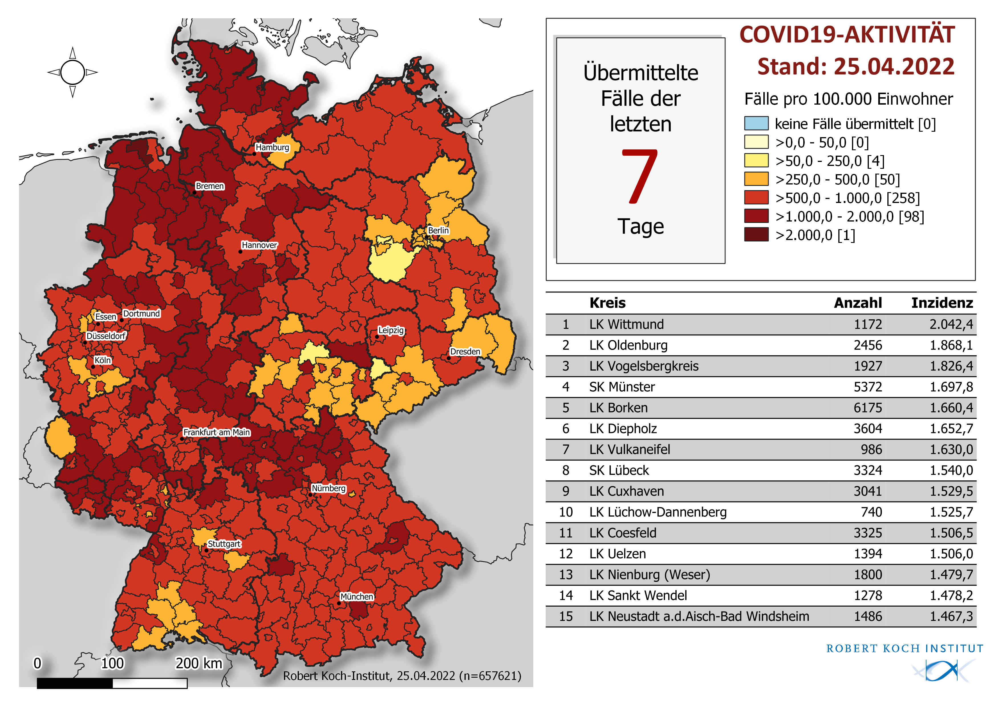 COVID19-AKTIVITÄT
Stand: 25.04.2022
Übermittelte
Fälle der
letzten
7
Tage
Fälle pro 100.000 Einwohner
keine Fälle übermittelt [0]
>0,0 - 50,0 [0]
>50,0 - 250,0 [4]
>250,0 - 500,0 [50]
>500,0 - 1.000,0 [258]
>1.000,0 - 2.000,0 [98]
>2.000,0 [1]
Hamburg
Bremen
Berlin
Hannover
Essen
Dortmund
Düsseldorf
Leipzig
Köln
Dresden
Frankfurt am Main
Nürnberg
Stuttgart
München
0 100 200 km
Robert Koch-Institut, 25.04.2022 (n=657621)
Kreis Anzahl Inzidenz
1 LK Wittmund 1172 2.042,4
2 LK Oldenburg 2456 1.868,1
3 LK Vogelsbergkreis 1927 1.826,4
4 SK Münster 5372 1.697,8
5 LK Borken 6175 1.660,4
6 LK Diepholz 3604 1.652,7
7 LK Vulkaneifel 986 1.630,0
8 SK Lübeck 3324 1.540,0
9 LK Cuxhaven 3041 1.529,5
10 LK Lüchow-Dannenberg 740 1.525,7
11 LK Coesfeld 3325 1.506,5
12 LK Uelzen 1394 1.506,0
13 LK Nienburg (Weser) 1800 1.479,7
14 LK Sankt Wendel 1278 1.478,2
15 LK Neustadt a.d.Aisch-Bad Windsheim 1486 1.467,3
ROBERT KOCH INSTITUT